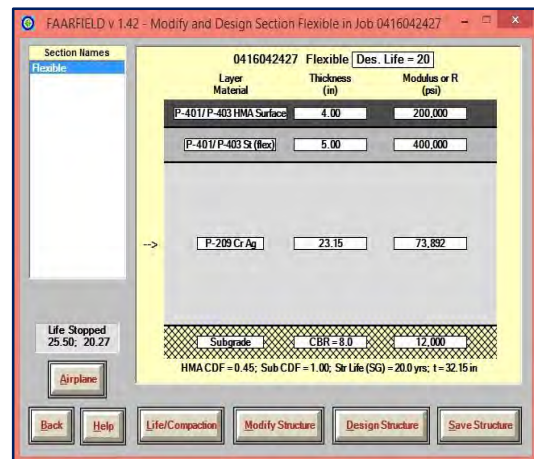 FAARFIELD v 1.42 - Modify and Design Section Flexible in Job 0416042427
Section Names
Flexible
0416042427 Flexible Des. Life = 20
Layer Material Thickness (in) Modulus or R (psi)
P-401/ P-403 HMA Surface 4.00 200,000
P-401/ P-403 St (flex) 5.00 400,000
--> P-209 Cr Ag 23.15 73,892
Subgrade CBR = 8.0 12,000
HMA CDF = 0.45; Sub CDF = 1.00; Str Life (SG) = 20.0 yrs; t = 32.15 in
Life Stopped
25.50; 20.27
Airplane
Back Help Life/Compaction Modify Structure Design Structure Save Structure